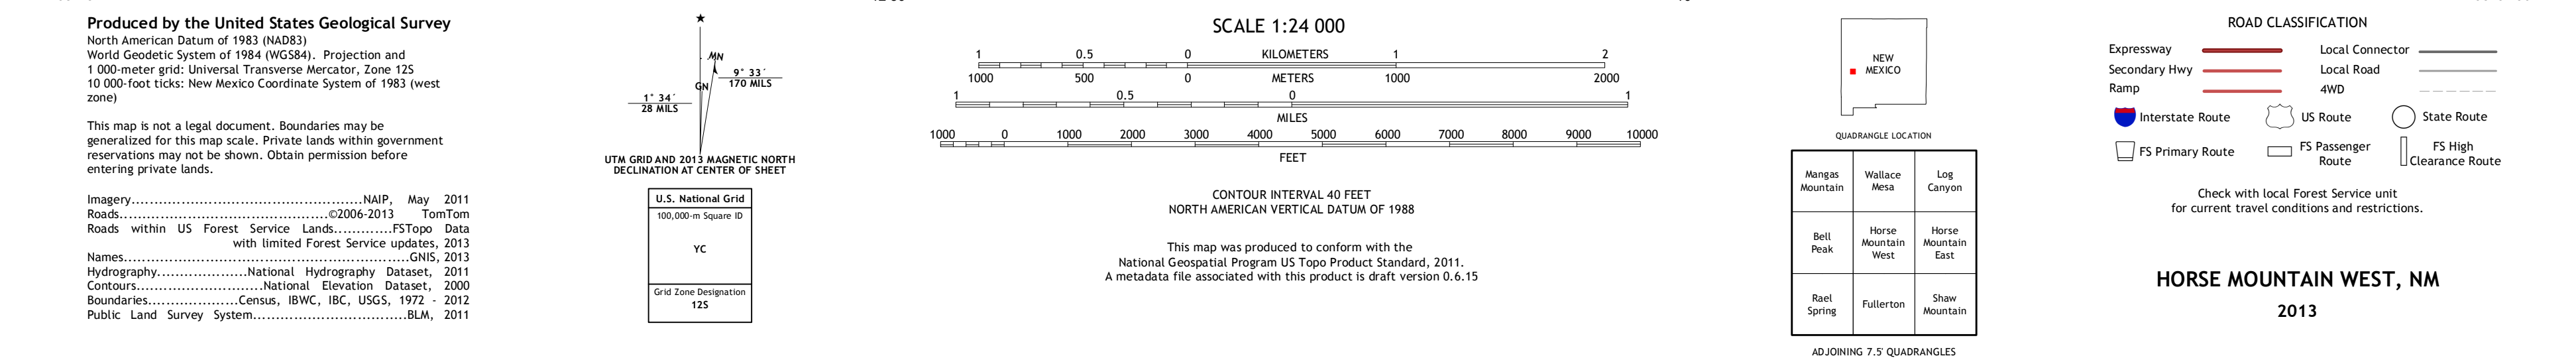 Produced by the United States Geological Survey
North American Datum of 1983 (NAD83)
World Geodetic System of 1984 (WGS84). Projection and
1 000-meter grid: Universal Transverse Mercator, Zone 12S
10 000-foot ticks: New Mexico Coordinate System of 1983 (west
zone)
This map is not a legal document. Boundaries may be
generalized for this map scale. Private lands within government
reservations may not be shown. Obtain permission before
entering private lands.
Imagery..................................................NAIP, May 2011
Roads.............................................©2006-2013 TomTom
Roads within US Forest Service Lands.............FSTopo Data
with limited Forest Service updates, 2013
Names..............................................................GNIS, 2013
Hydrography...................National Hydrography Dataset, 2011
Contours...........................National Elevation Dataset, 2000
Boundaries....................Census, IBWC, IBC, USGS, 1972 - 2012
Public Land Survey System.................................BLM, 2011
MN
GN
9° 33´
170 MILS
1° 34´
28 MILS
UTM GRID AND 2013 MAGNETIC NORTH
DECLINATION AT CENTER OF SHEET
U.S. National Grid
100,000-m Square ID
YC
Grid Zone Designation
12S
SCALE 1:24 000
1 0.5 0 KILOMETERS 1 2
1000 500 0 METERS 1000 2000
1 0.5 0 1
MILES
1000 0 1000 2000 3000 4000 5000 6000 7000 8000 9000 10000
FEET
CONTOUR INTERVAL 40 FEET
NORTH AMERICAN VERTICAL DATUM OF 1988
This map was produced to conform with the
National Geospatial Program US Topo Product Standard, 2011.
A metadata file associated with this product is draft version 0.6.15
NEW
MEXICO
QUADRANGLE LOCATION
Mangas
Mountain
Wallace
Mesa
Log
Canyon
Bell
Peak
Horse
Mountain
West
Horse
Mountain
East
Rael
Spring
Fullerton
Shaw
Mountain
ADJOINING 7.5' QUADRANGLES
ROAD CLASSIFICATION
Expressway Local Connector
Secondary Hwy Local Road
Ramp 4WD
Interstate Route US Route State Route
FS Primary Route
FS Passenger
Route
FS High
Clearance Route
Check with local Forest Service unit
for current travel conditions and restrictions.
HORSE MOUNTAIN WEST, NM
2013